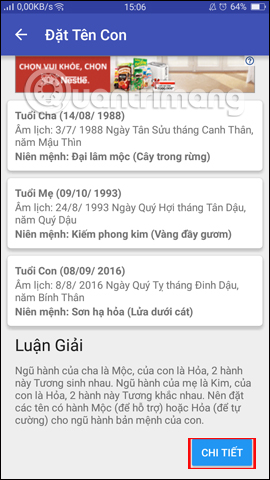 0,00KB/s 15:06 64%
Đặt Tên Con
CHỌN VUI KHỎE, CHỌN
Nestlé
Quantrimang
Tuổi Cha (14/08/ 1988)
Âm lịch: 3/7/ 1988 Ngày Tân Sửu tháng Canh Thân,
năm Mậu Thìn
Niên mệnh: Đại lâm mộc (Cây trong rừng)
Tuổi Mẹ (09/10/ 1993)
Âm lịch: 24/8/ 1993 Ngày Quý Hợi tháng Tân Dậu,
năm Quý Dậu
Niên mệnh: Kiếm phong kim (Vàng đầy gươm)
Tuổi Con (08/09/ 2016)
Âm lịch: 8/8/ 2016 Ngày Quý Tỵ tháng Đinh Dậu,
năm Bính Thân
Niên mệnh: Sơn hạ hỏa (Lửa dưới cát)
Luận Giải
Ngũ hành của cha là Mộc, của con là Hỏa, 2 hành
này Tương sinh nhau. Ngũ hành của mẹ là Kim, của
con là Hỏa, 2 hành này Tương khắc nhau. Nên đặt
các tên có hành Mộc (để hỗ trợ) hoặc Hỏa (để tự
cường) cho ngũ hành bản mệnh của con.
CHI TIẾT